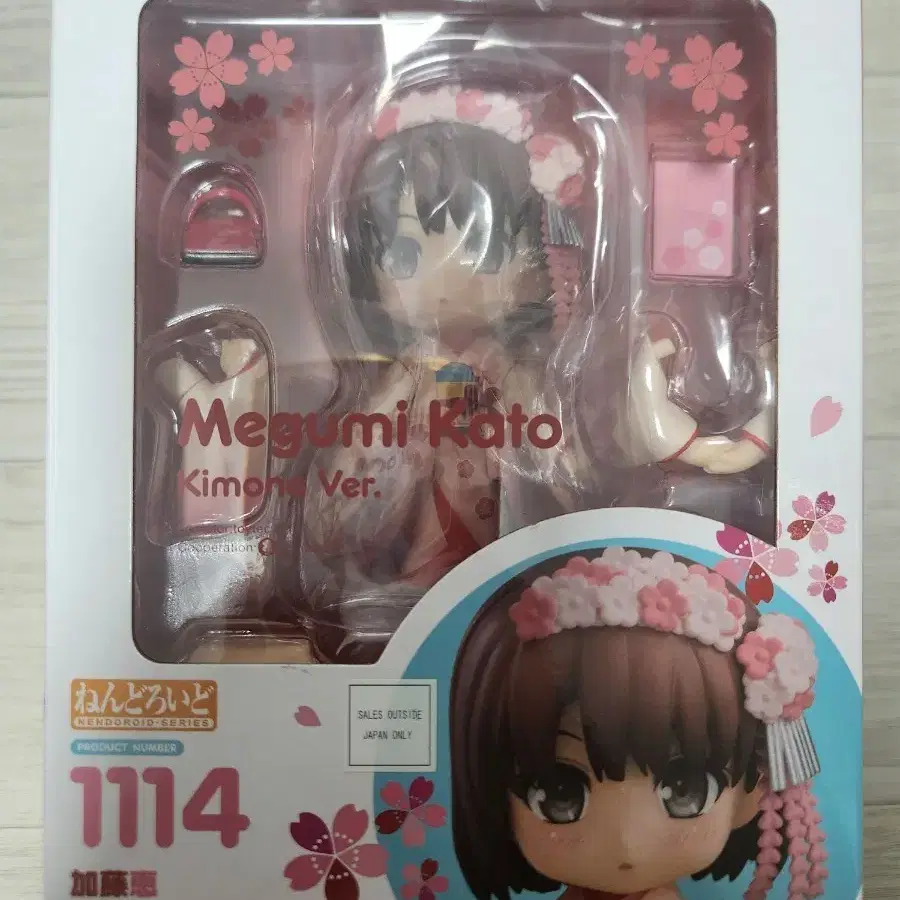 Megumi Kato
Kimono Ver.
Cooperation
ねんどろいど
NENDOROID-SERIES
PRODUCT NUMBER
1114
加藤恵
SALES OUTSIDE
JAPAN ONLY